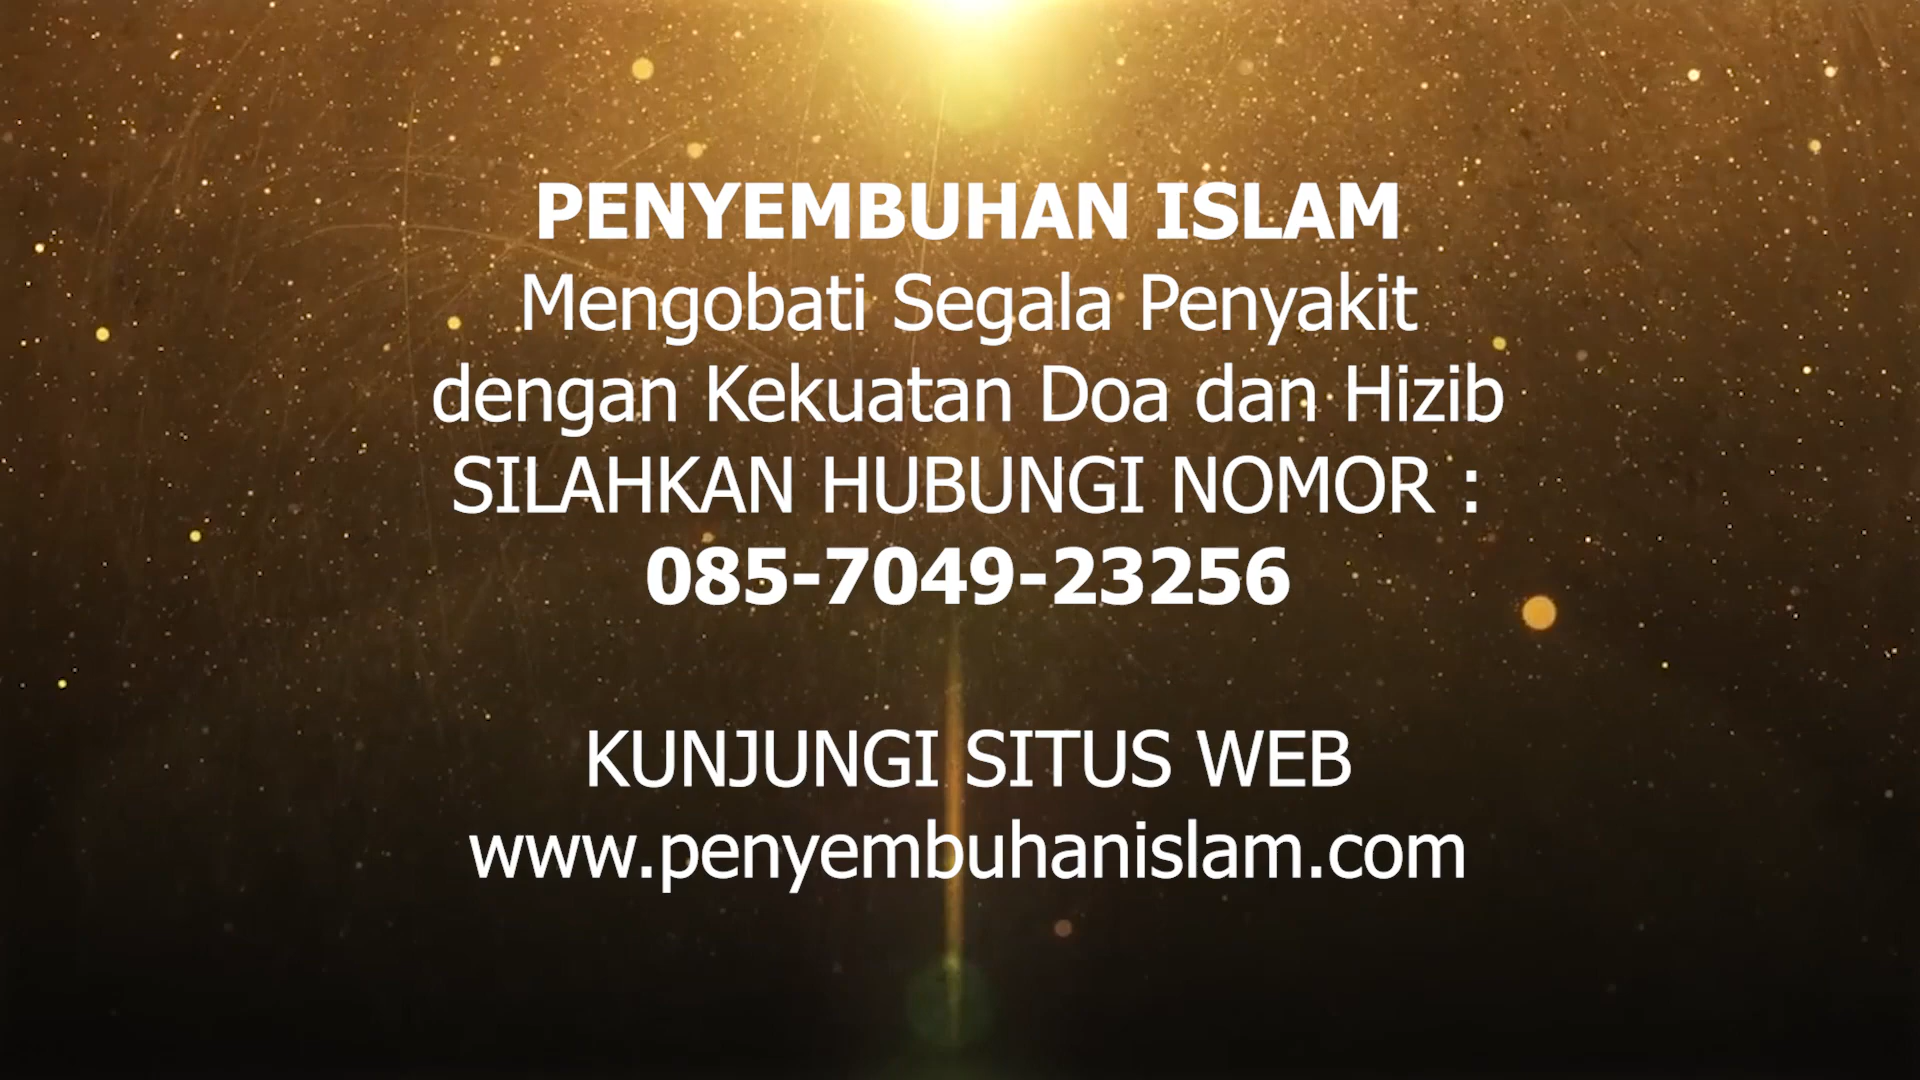 PENYEMBUHAN ISLAM
Mengobati Segala Penyakit
dengan Kekuatan Doa dan Hizib
SILAHKAN HUBUNGI NOMOR :
085-7049-23256
KUNJUNGI SITUS WEB
www.penyembuhanislam.com